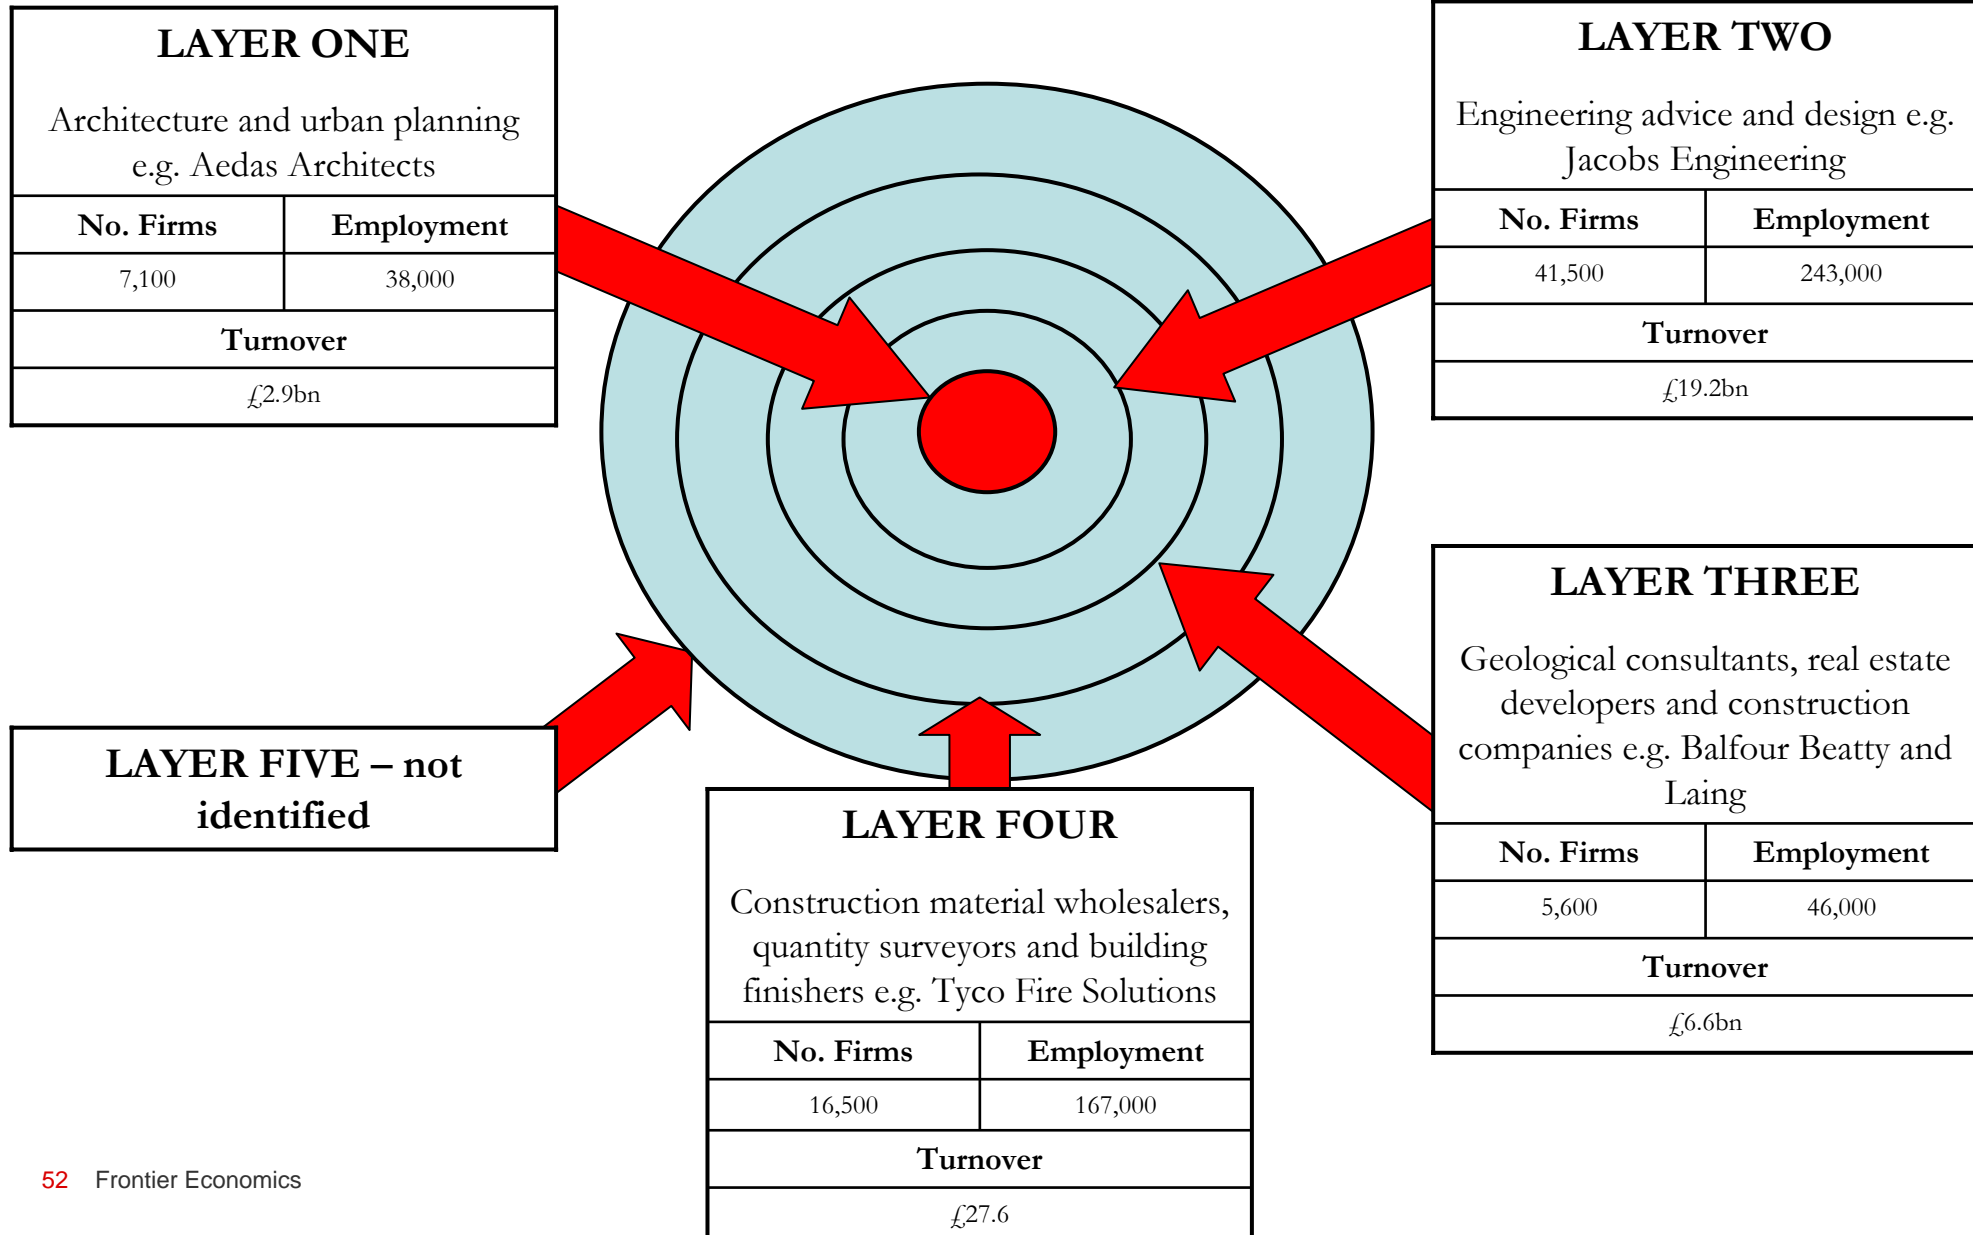 LAYER ONE
Architecture and urban planning
e.g. Aedas Architects
No. Firms Employment
7,100 38,000
Turnover
£2.9bn
LAYER TWO
Engineering advice and design e.g.
Jacobs Engineering
No. Firms Employment
41,500 243,000
Turnover
£19.2bn
LAYER THREE
Geological consultants, real estate
developers and construction
companies e.g. Balfour Beatty and
Laing
No. Firms Employment
5,600 46,000
Turnover
£6.6bn
LAYER FIVE – not
identified
LAYER FOUR
Construction material wholesalers,
quantity surveyors and building
finishers e.g. Tyco Fire Solutions
No. Firms Employment
16,500 167,000
Turnover
£27.6
52 Frontier Economics